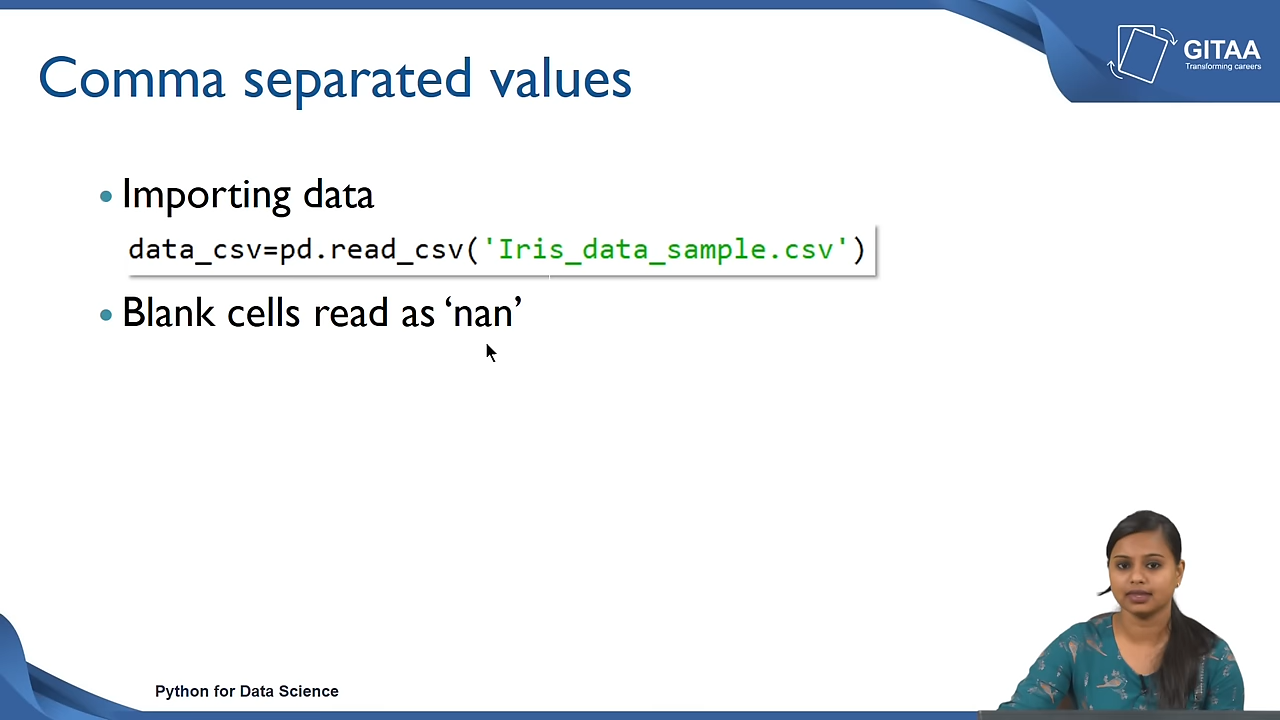 Comma separated values
GITAA
Transforming careers
• Importing data
data_csv=pd.read_csv('Iris_data_sample.csv')
• Blank cells read as ‘nan’
Python for Data Science